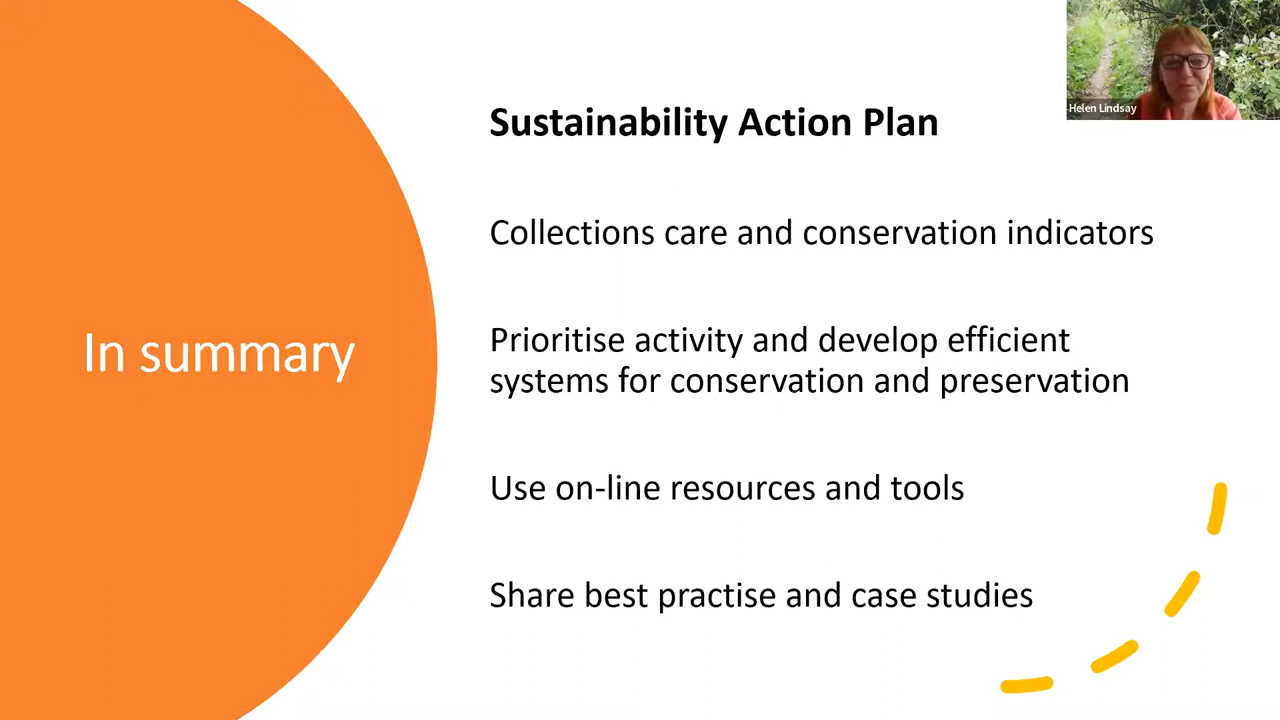 Helen Lindsay
Sustainability Action Plan
Collections care and conservation indicators
In summary
Prioritise activity and develop efficient
systems for conservation and preservation
Use on-line resources and tools
Share best practise and case studies